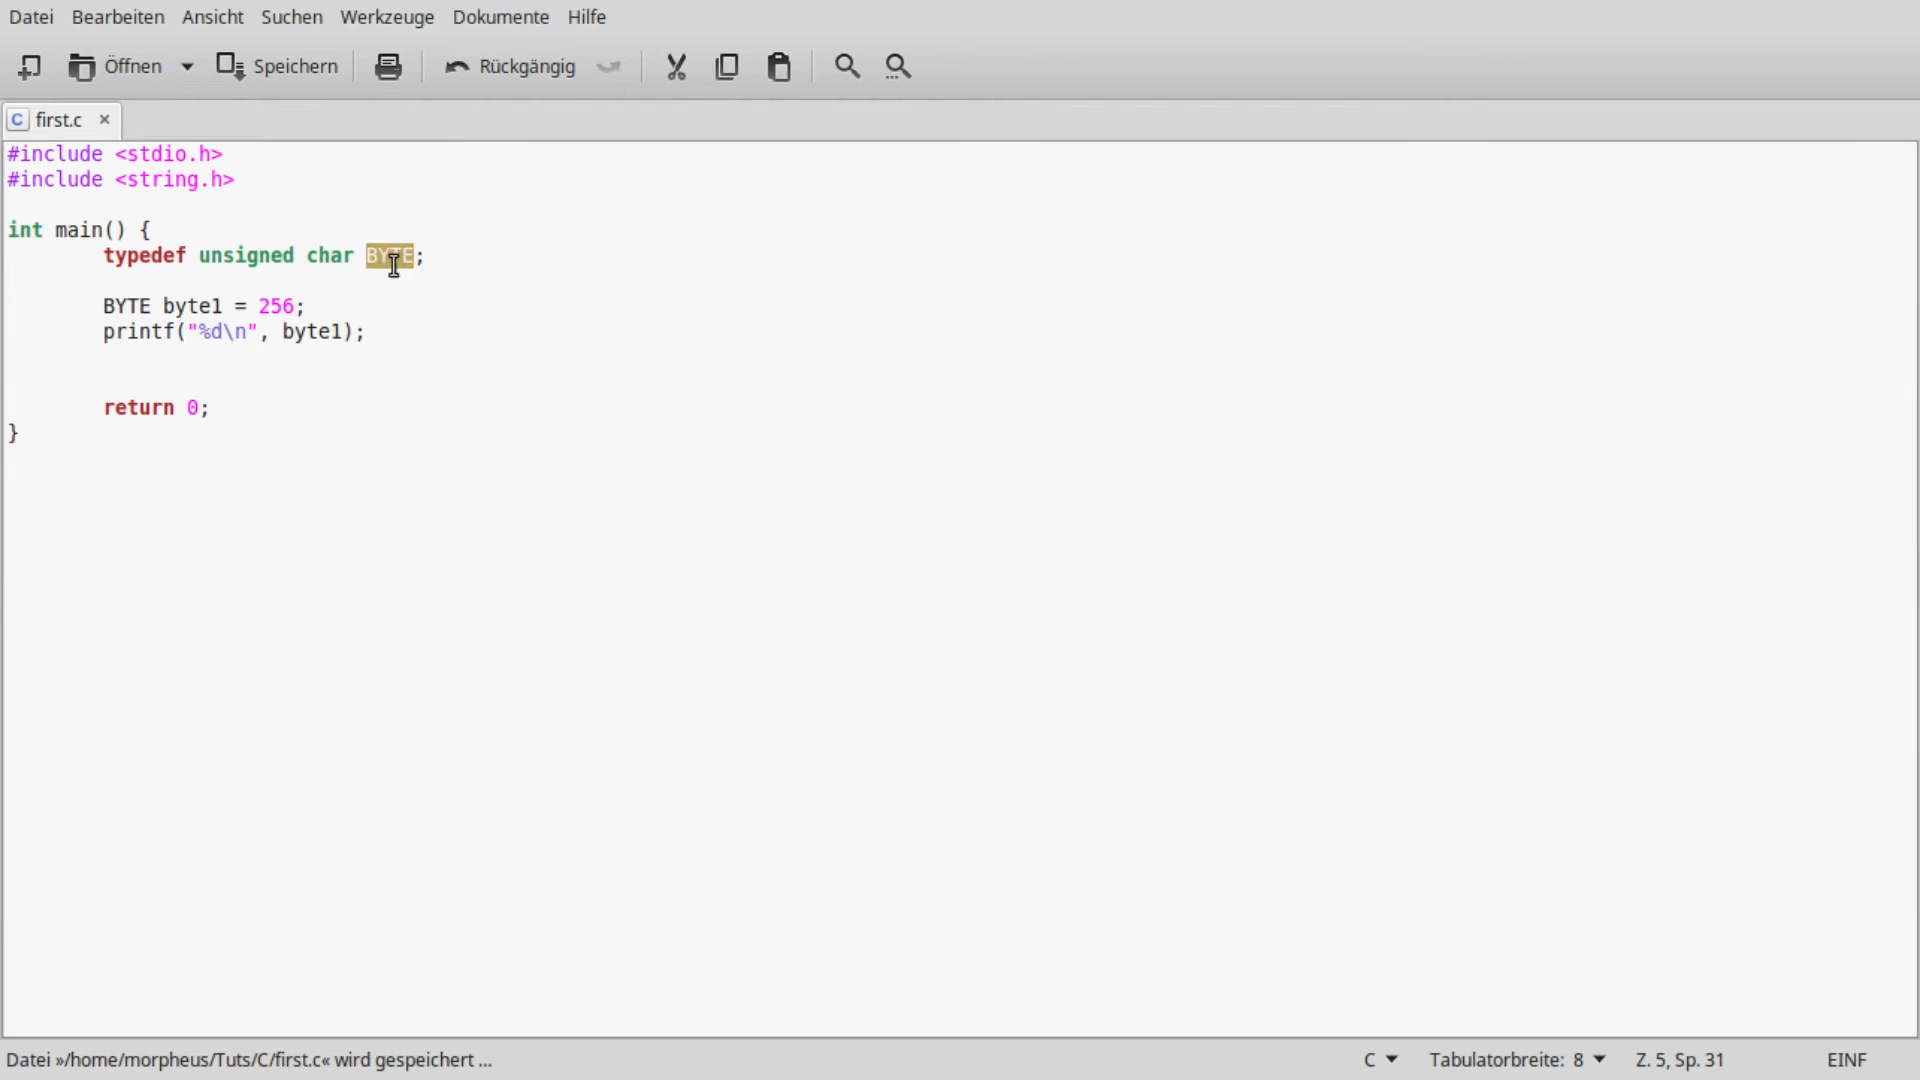 Datei Bearbeiten Ansicht Suchen Werkzeuge Dokumente Hilfe
Öffnen Speichern Rückgängig
C first.c ×
#include <stdio.h>
#include <string.h>
int main() {
typedef unsigned char BYTE;
BYTE byte1 = 256;
printf("%d\n", byte1);
return 0;
}
Datei »/home/morpheus/Tuts/C/first.c« wird gespeichert ... C Tabulatorbreite: 8 Z. 5, Sp. 31 EINF